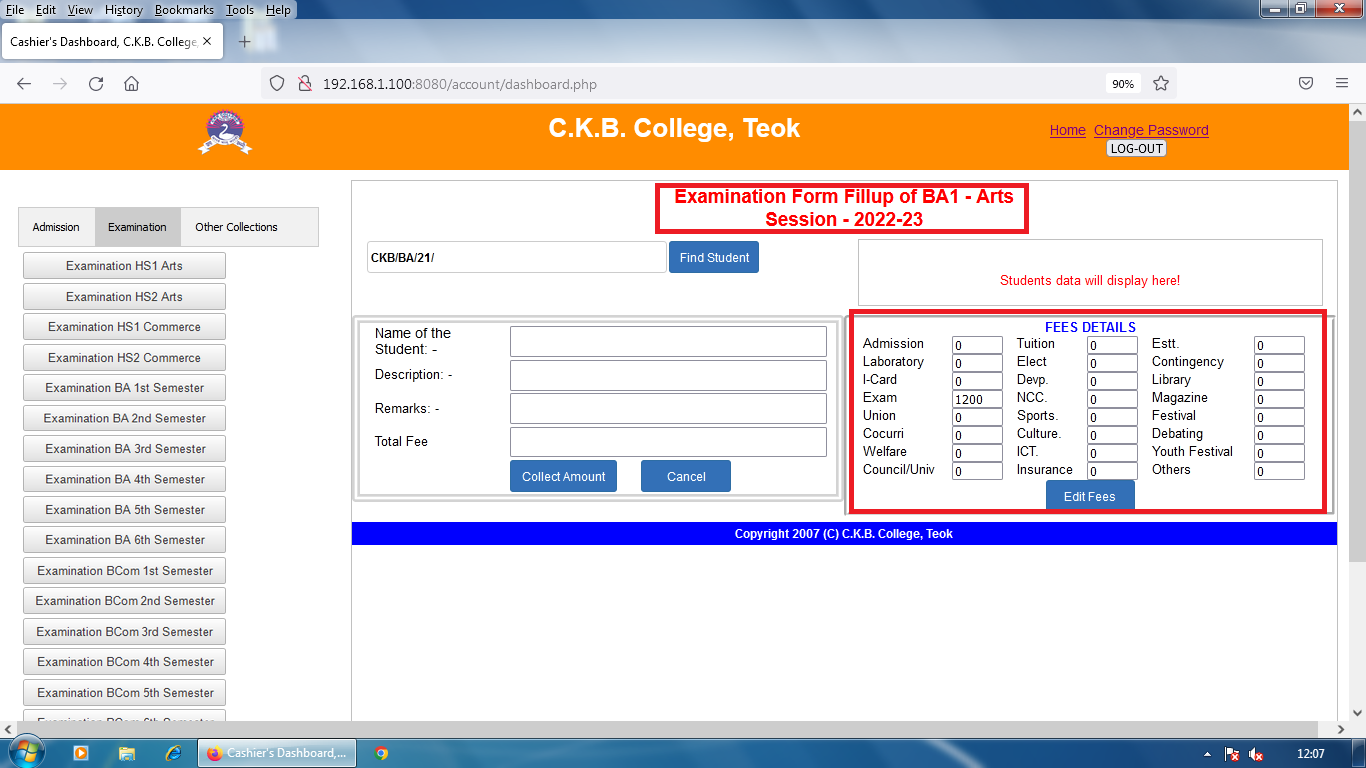 File Edit View History Bookmarks Tools Help
Cashier's Dashboard, C.K.B. College,
192.168.1.100:8080/account/dashboard.php
90%
C.K.B. College, Teok
Home Change Password
LOG-OUT
Admission Examination Other Collections
Examination HS1 Arts
Examination HS2 Arts
Examination HS1 Commerce
Examination HS2 Commerce
Examination BA 1st Semester
Examination BA 2nd Semester
Examination BA 3rd Semester
Examination BA 4th Semester
Examination BA 5th Semester
Examination BA 6th Semester
Examination BCom 1st Semester
Examination BCom 2nd Semester
Examination BCom 3rd Semester
Examination BCom 4th Semester
Examination BCom 5th Semester
Examination Form Fillup of BA1 - Arts
Session - 2022-23
CKB/BA/21/ Find Student
Students data will display here!
Name of the
Student: -
Description: -
Remarks: -
Total Fee
Collect Amount Cancel
FEES DETAILS
Admission 0 Tuition 0 Estt. 0
Laboratory 0 Elect 0 Contingency 0
I-Card 0 Devp. 0 Library 0
Exam 1200 NCC. 0 Magazine 0
Union 0 Sports. 0 Festival 0
Cocurri 0 Culture. 0 Debating 0
Welfare 0 ICT. 0 Youth Festival 0
Council/Univ 0 Insurance 0 Others 0
Edit Fees
Copyright 2007 (C) C.K.B. College, Teok
Cashier's Dashboard,...
12:07